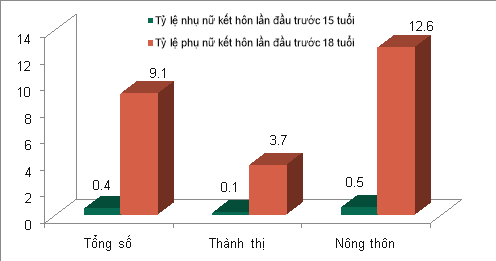 Tỷ lệ nhụ nữ kết hôn lần đầu trước 15 tuổi
Tỷ lệ phụ nữ kết hôn lần đầu trước 18 tuổi
14
12
10
8
6
4
2
0
0.4
9.1
0.1
3.7
0.5
12.6
Tổng số
Thành thị
Nông thôn